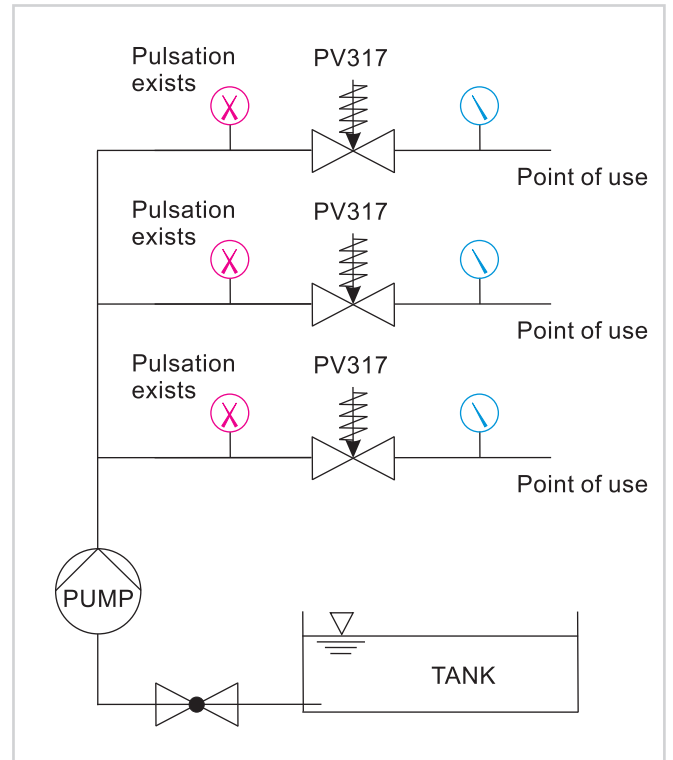 Pulsation
exists
PV317
Point of use
Pulsation
exists
PV317
Point of use
Pulsation
exists
PV317
Point of use
PUMP
TANK